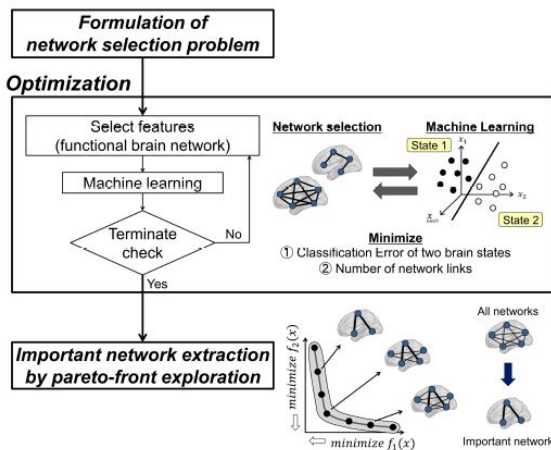 Formulation of
network selection problem
Optimization
Select features
(functional brain network)
Machine learning
Terminate
check
No
Yes
Network selection
Machine Learning
State 1
x₁
x₂
State 2
Minimize
① Classification Error of two brain states
② Number of network links
Important network extraction
by pareto-front exploration
minimize f₂(x)
minimize f₁(x)
All networks
Important network